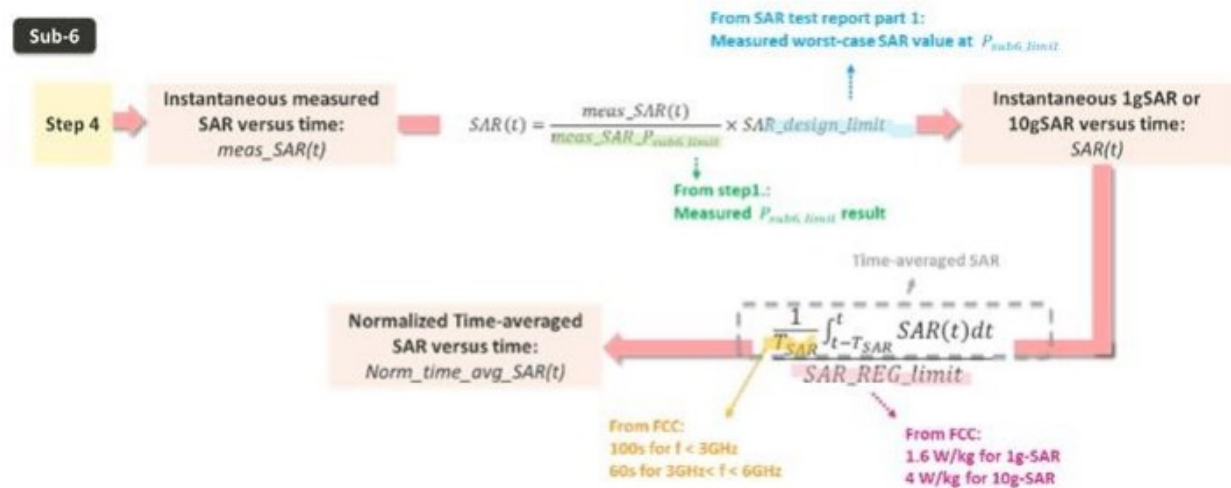 Sub-6
From SAR test report part 1:
Measured worst-case SAR value at P_sub6_limit
Step 4
Instantaneous measured
SAR versus time:
meas_SAR(t)
SAR(t) = meas_SAR(t) / meas_SAR_P_sub6_limit × SAR_design_limit
Instantaneous 1gSAR or
10gSAR versus time:
SAR(t)
From step1.:
Measured P_sub6_limit result
Time-averaged SAR
Normalized Time-averaged
SAR versus time:
Norm_time_avg_SAR(t)
1/T_SAR ∫_{t−T_SAR}^{t} SAR(t)dt
SAR_REG_limit
From FCC:
100s for f < 3GHz
60s for 3GHz< f < 6GHz
From FCC:
1.6 W/kg for 1g-SAR
4 W/kg for 10g-SAR